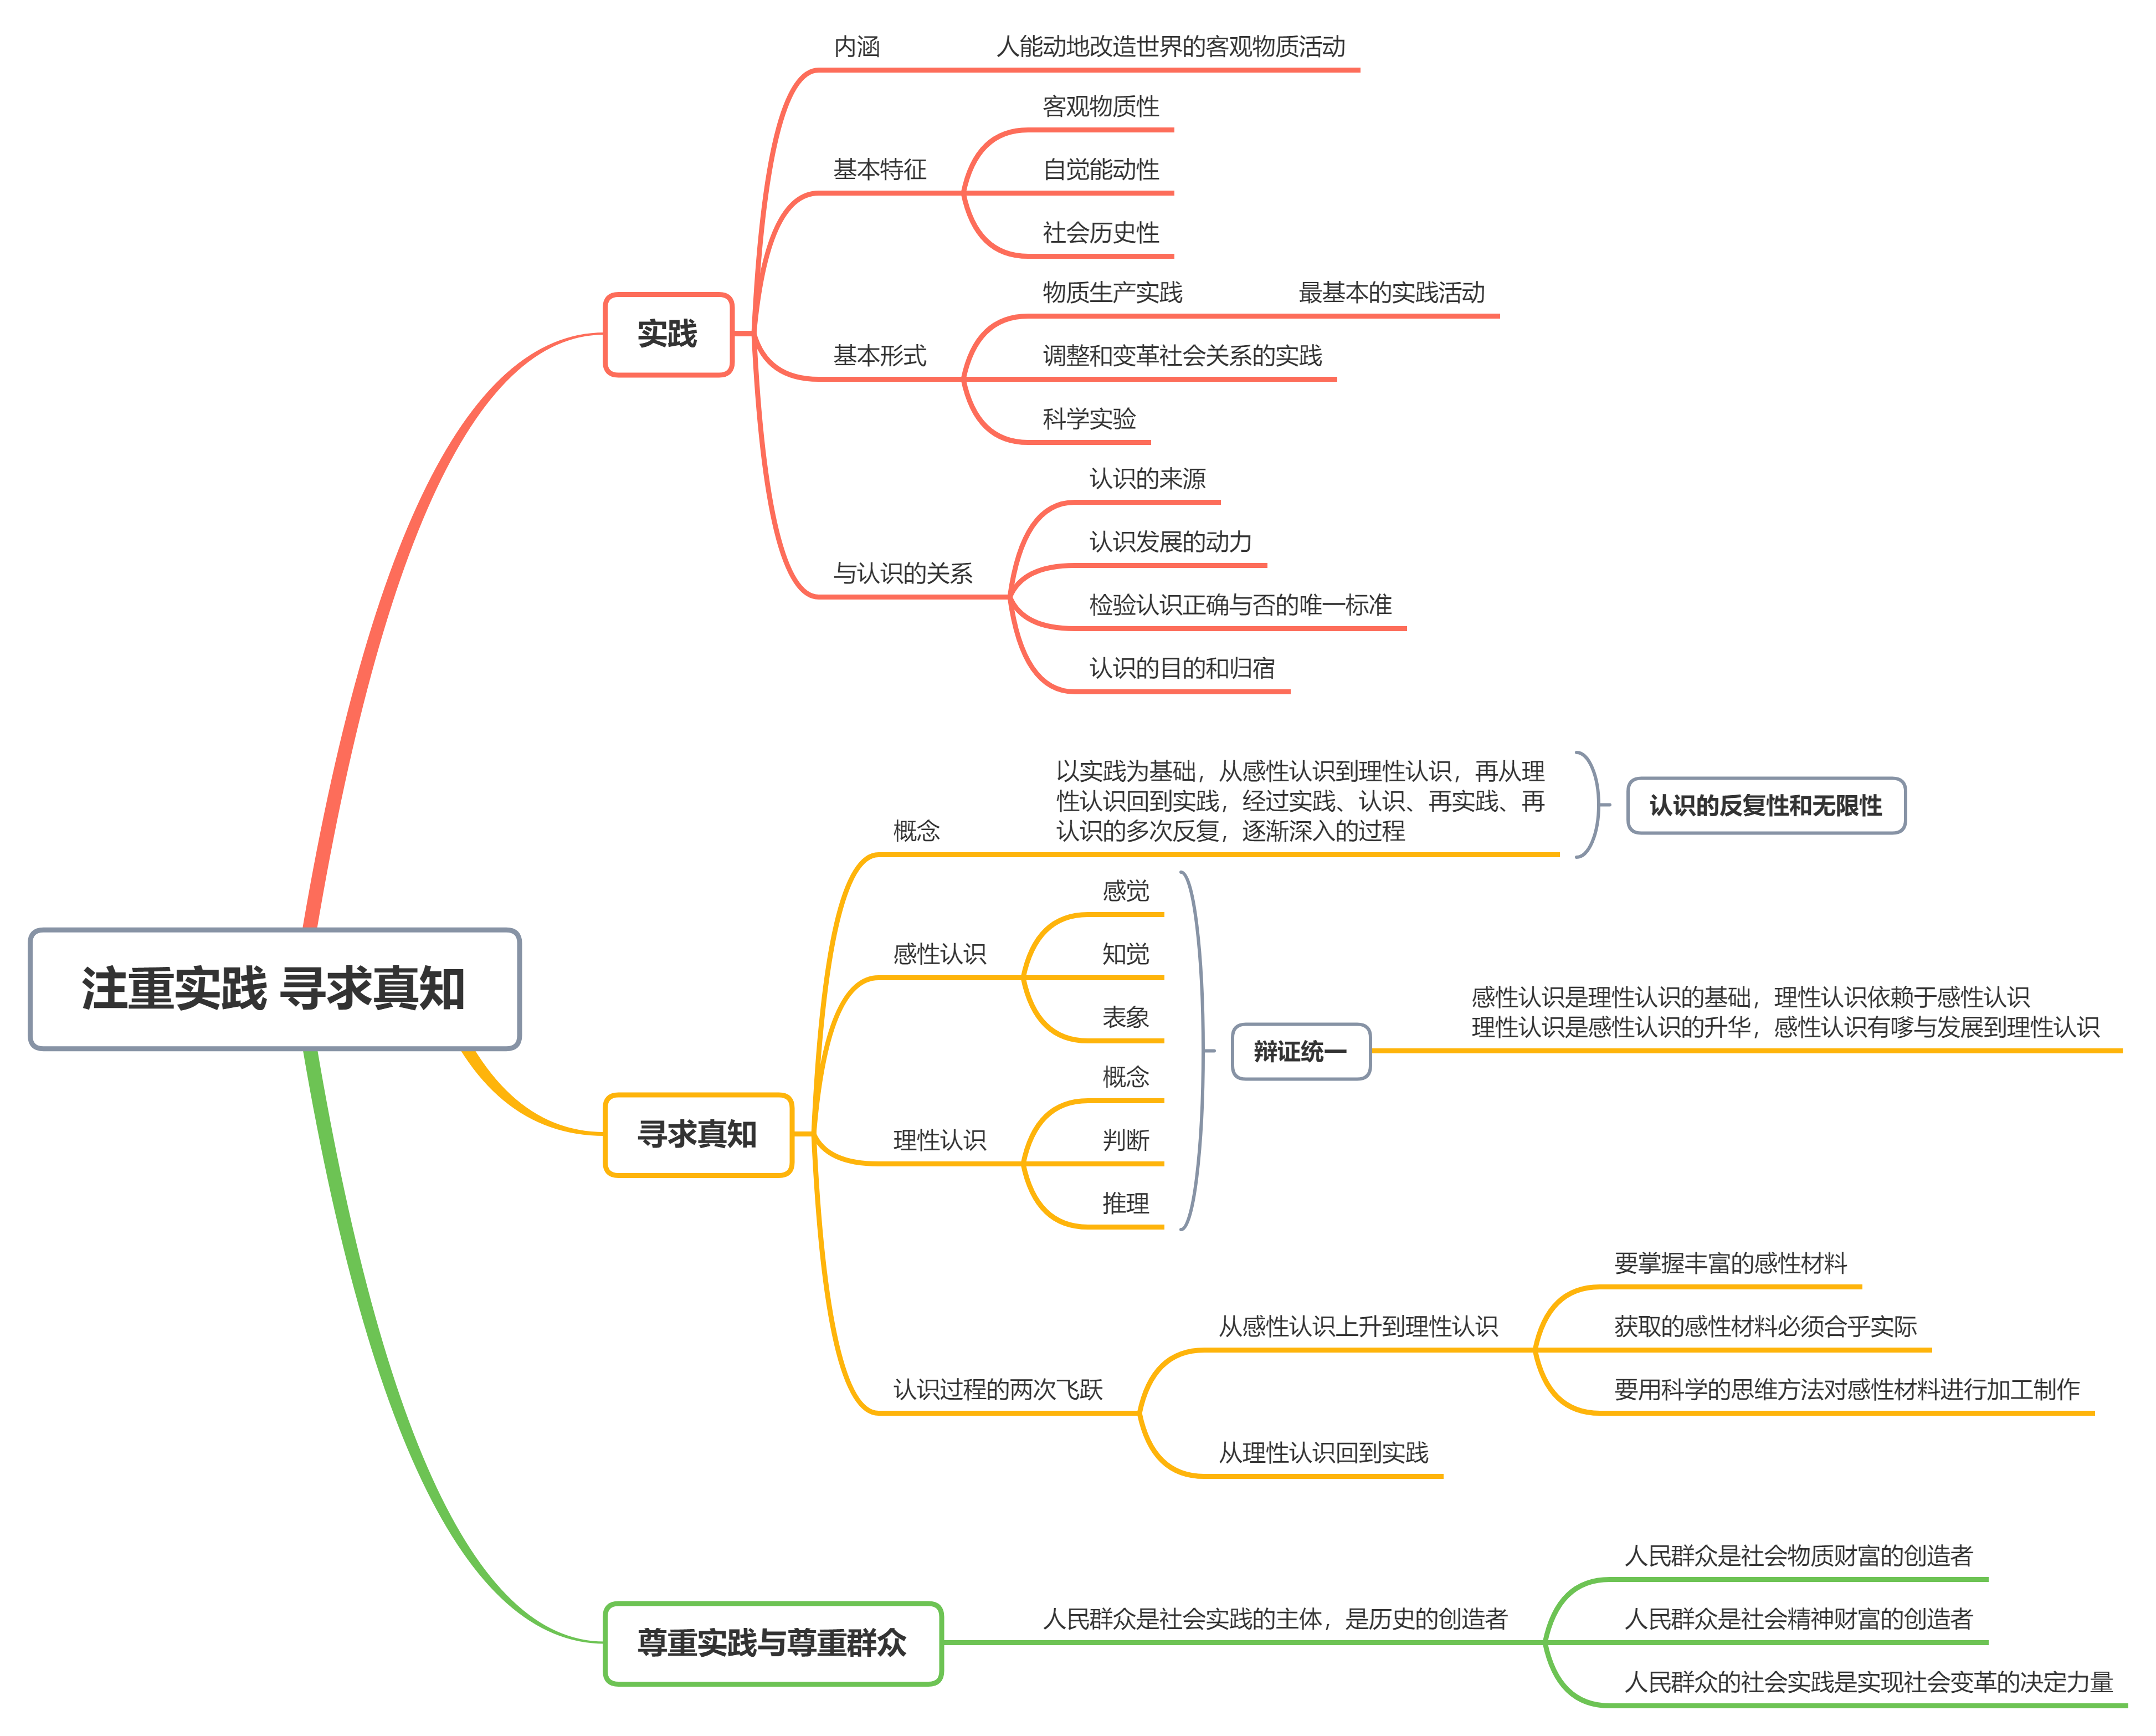 注重实践 寻求真知
实践
内涵
人能动地改造世界的客观物质活动
基本特征
客观物质性
自觉能动性
社会历史性
基本形式
物质生产实践
最基本的实践活动
调整和变革社会关系的实践
科学实验
与认识的关系
认识的来源
认识发展的动力
检验认识正确与否的唯一标准
认识的目的和归宿
寻求真知
概念
以实践为基础，从感性认识到理性认识，再从理
性认识回到实践，经过实践、认识、再实践、再
认识的多次反复，逐渐深入的过程
认识的反复性和无限性
感性认识
感觉
知觉
表象
理性认识
概念
判断
推理
辩证统一
感性认识是理性认识的基础，理性认识依赖于感性认识
理性认识是感性认识的升华，感性认识有嗲与发展到理性认识
认识过程的两次飞跃
从感性认识上升到理性认识
要掌握丰富的感性材料
获取的感性材料必须合乎实际
要用科学的思维方法对感性材料进行加工制作
从理性认识回到实践
尊重实践与尊重群众
人民群众是社会实践的主体，是历史的创造者
人民群众是社会物质财富的创造者
人民群众是社会精神财富的创造者
人民群众的社会实践是实现社会变革的决定力量